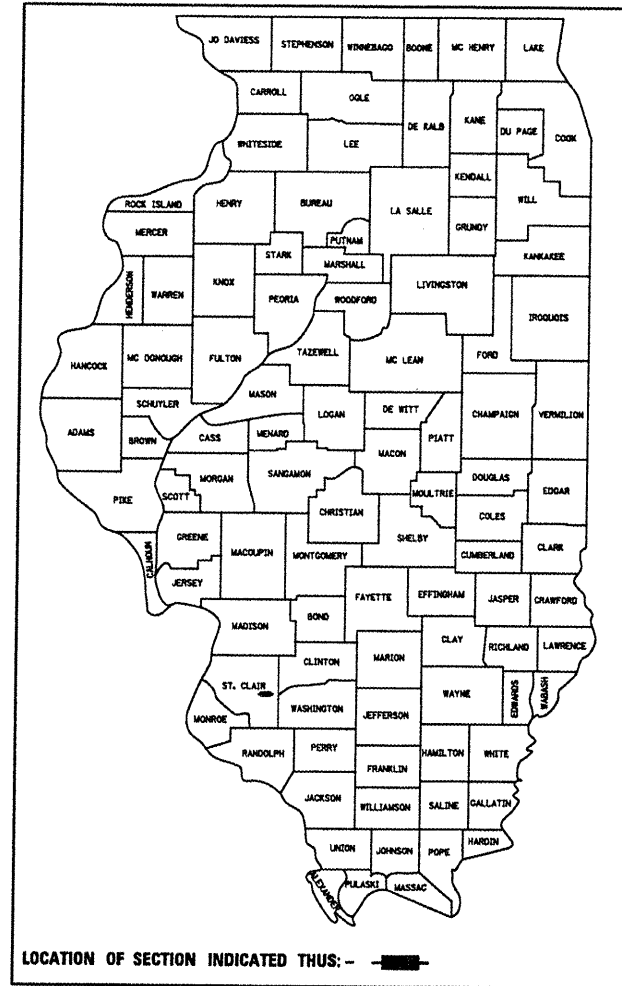 JO DAVIESS
STEPHENSON
WINNEBAGO
BOONE
MC HENRY
LAKE
CARROLL
OGLE
DE KALB
KANE
DU PAGE
COOK
WHITESIDE
LEE
KENDALL
WILL
ROCK ISLAND
HENRY
BUREAU
LA SALLE
GRUNDY
MERCER
PUTNAM
STARK
MARSHALL
KANKAKEE
HENDERSON
WARREN
KNOX
PEORIA
WOODFORD
LIVINGSTON
IROQUOIS
HANCOCK
MC DONOUGH
FULTON
TAZEWELL
MC LEAN
FORD
SCHUYLER
MASON
ADAMS
BROWN
CASS
MENARD
LOGAN
DE WITT
PIATT
CHAMPAIGN
VERMILION
MACON
PIKE
SCOTT
MORGAN
SANGAMON
CHRISTIAN
MOULTRIE
DOUGLAS
EDGAR
COLES
CALHOUN
GREENE
MACOUPIN
MONTGOMERY
SHELBY
CUMBERLAND
CLARK
JERSEY
FAYETTE
EFFINGHAM
JASPER
CRAWFORD
MADISON
BOND
CLAY
RICHLAND
LAWRENCE
CLINTON
MARION
ST. CLAIR
WAYNE
EDWARDS
WABASH
MONROE
WASHINGTON
JEFFERSON
RANDOLPH
PERRY
HAMILTON
WHITE
FRANKLIN
JACKSON
WILLIAMSON
SALINE
GALLATIN
UNION
JOHNSON
POPE
HARDIN
ALEXANDER
PULASKI
MASSAC
LOCATION OF SECTION INDICATED THUS: -